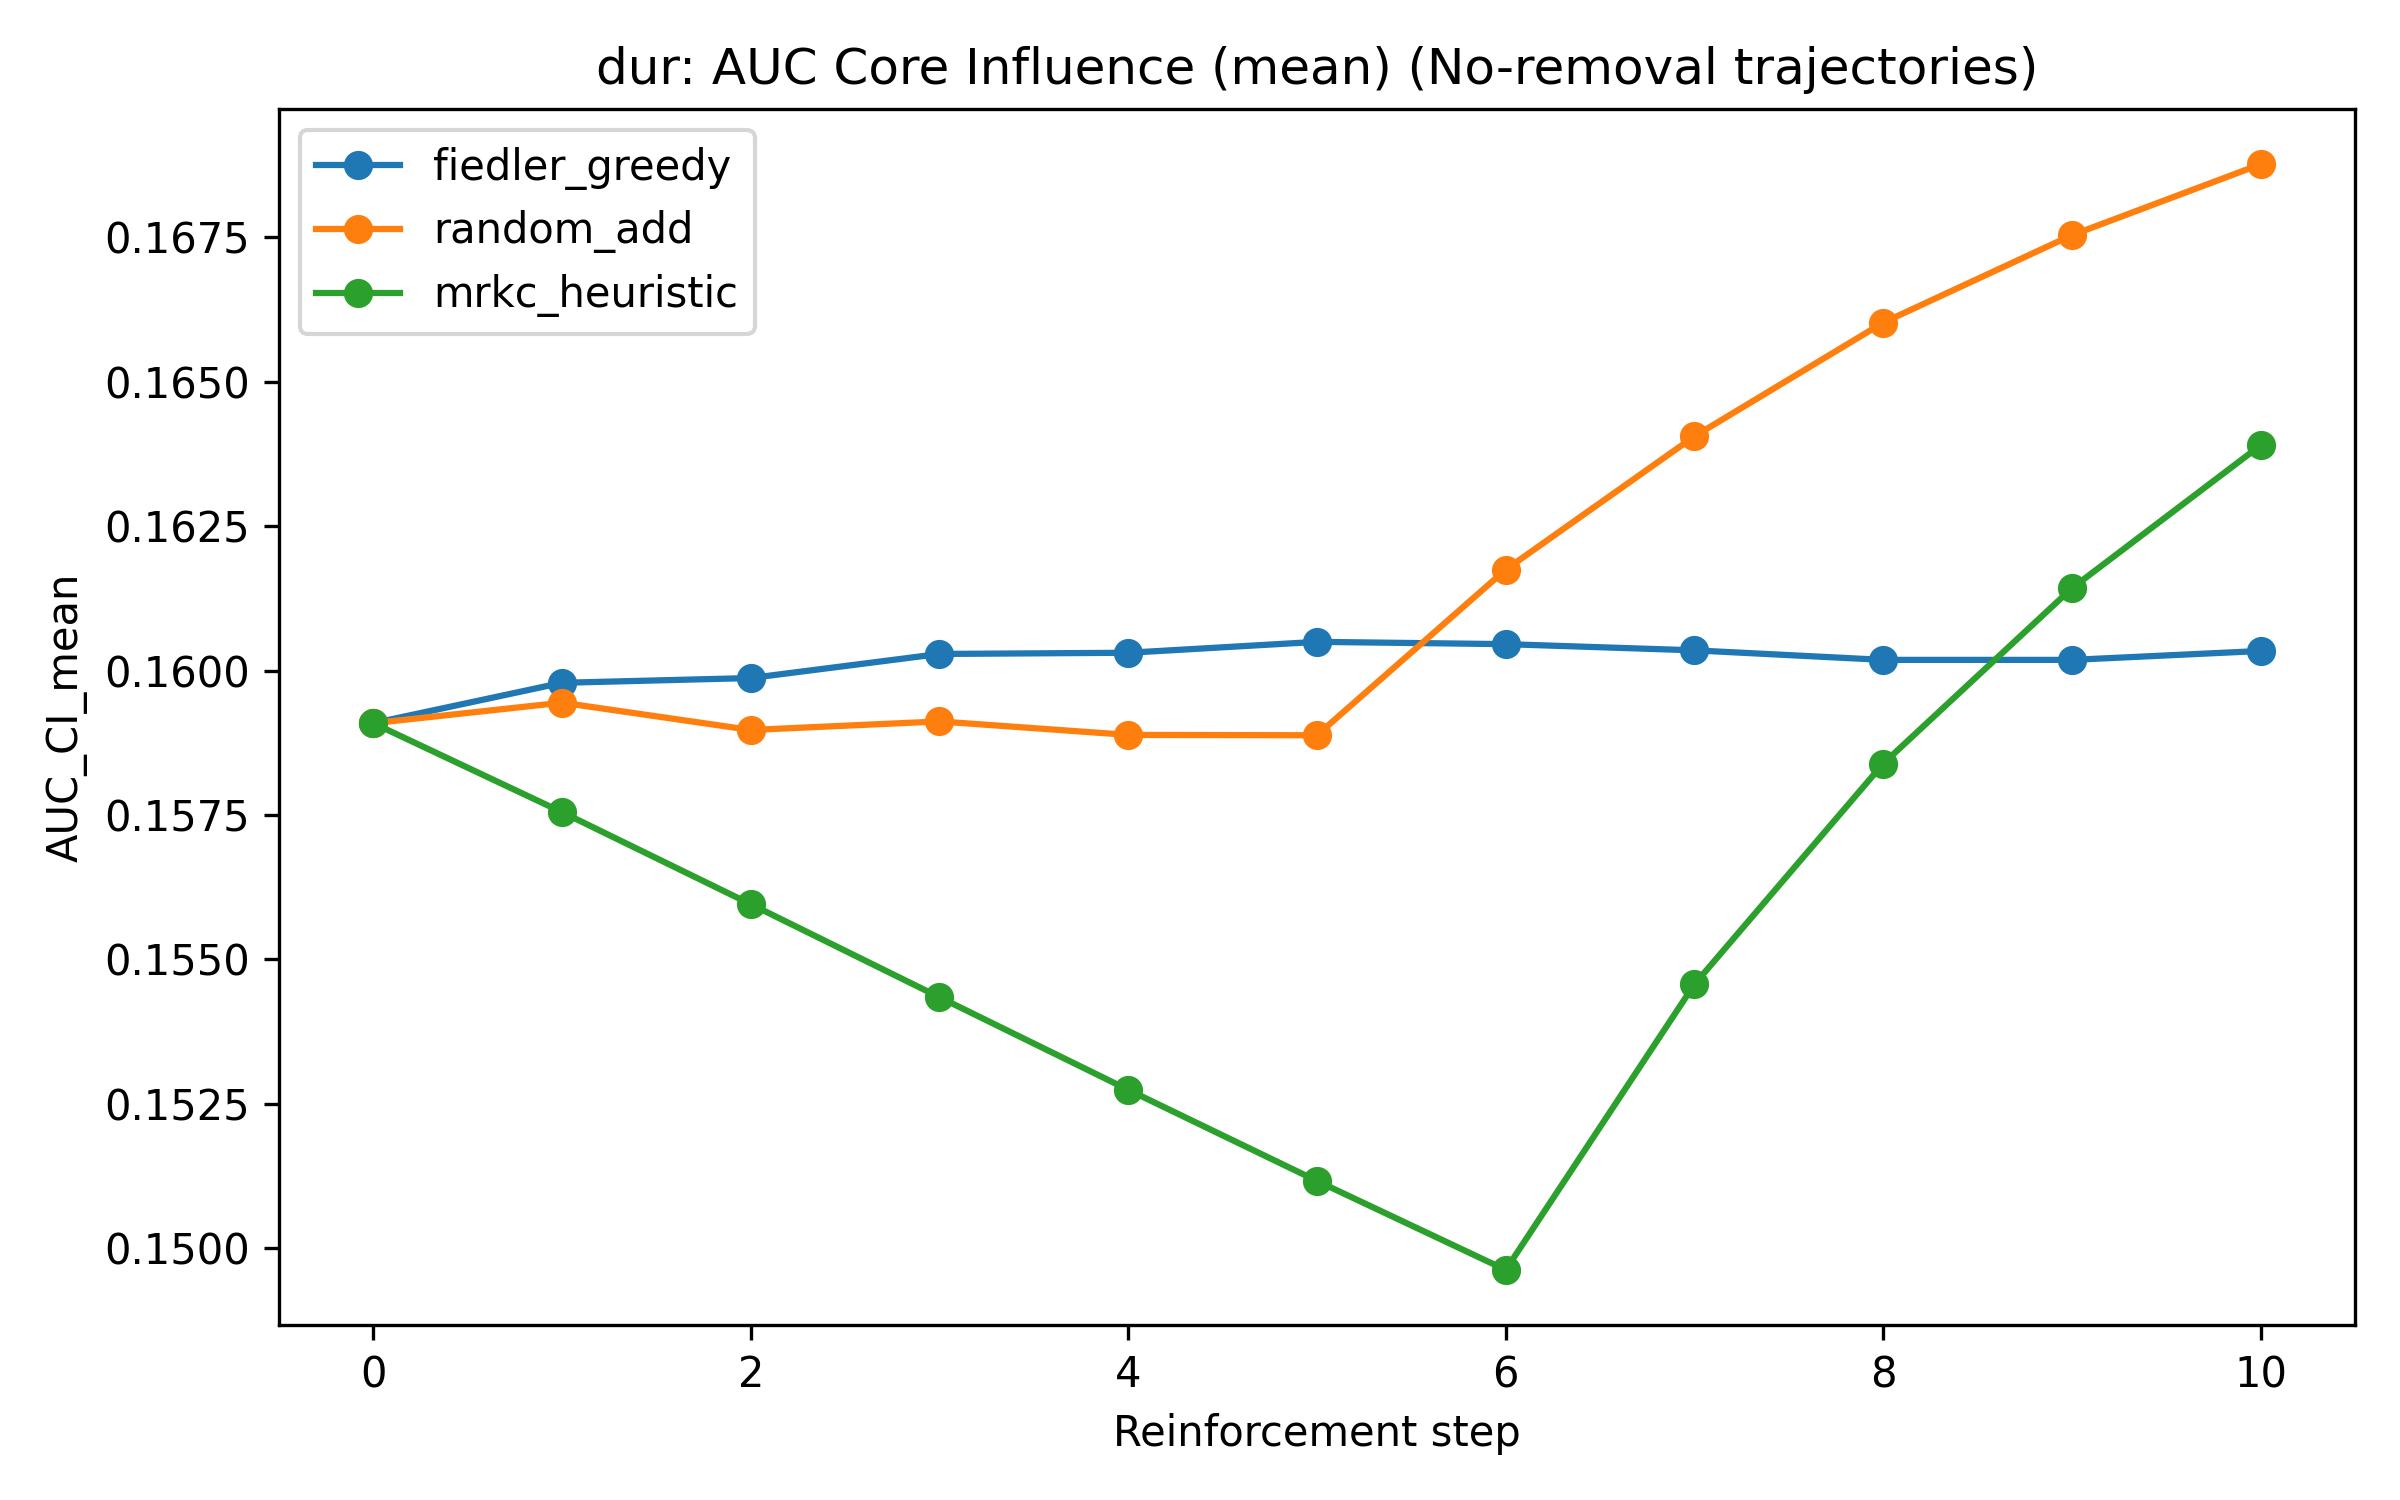 dur: AUC Core Influence (mean) (No-removal trajectories)
fiedler_greedy
random_add
mrkc_heuristic
AUC_CI_mean
0.1675
0.1650
0.1625
0.1600
0.1575
0.1550
0.1525
0.1500
0 2 4 6 8 10
Reinforcement step